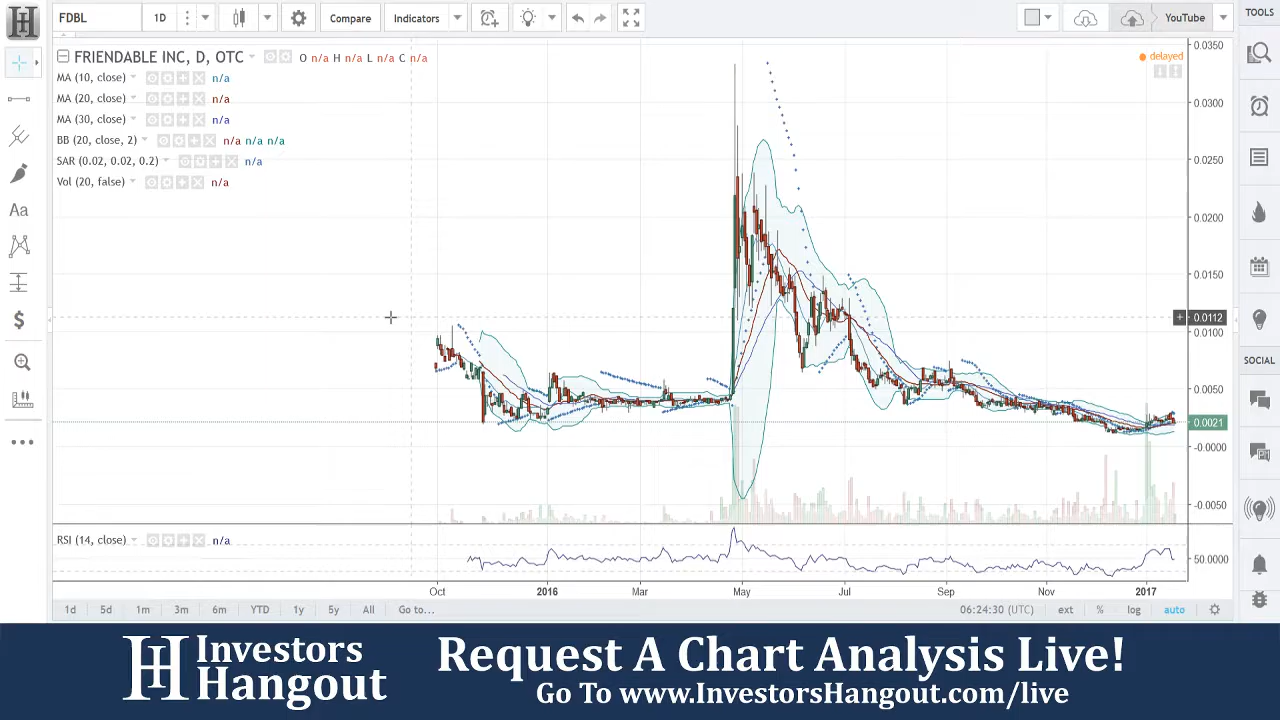 FDBL 1D Compare Indicators YouTube
TOOLS
FRIENDABLE INC, D, OTC O n/a H n/a L n/a C n/a
delayed
MA (10, close) n/a
MA (20, close) n/a
MA (30, close) n/a
BB (20, close, 2) n/a n/a n/a
SAR (0.02, 0.02, 0.2) n/a
Vol (20, false) n/a
0.0350
0.0300
0.0250
0.0200
0.0150
0.0112
0.0100
0.0050
0.0021
-0.0000
-0.0050
Aa
$
SOCIAL
RSI (14, close) n/a
50.0000
Oct 2016 Mar May Jul Sep Nov 2017
1d 5d 1m 3m 6m YTD 1y 5y All Go to... 06:24:30 (UTC) ext % log auto
H
Investors
Hangout
Request A Chart Analysis Live!
Go To www.InvestorsHangout.com/live